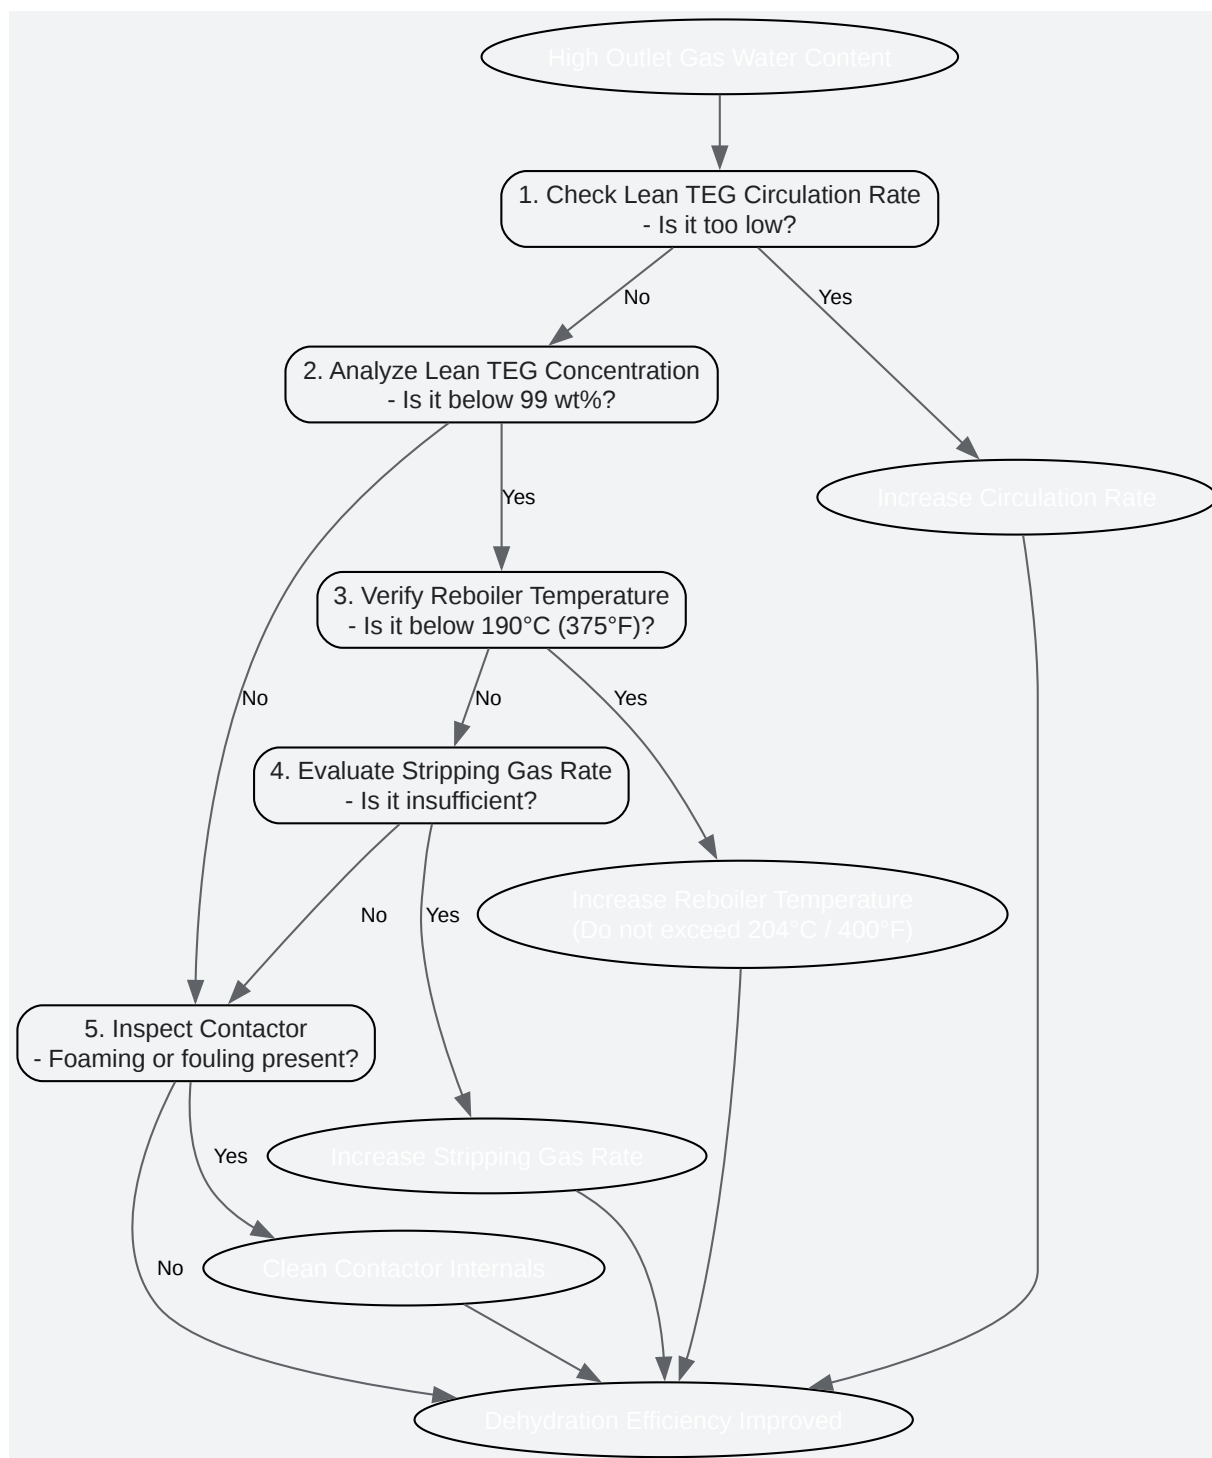 High Outlet Gas Water Content
1. Check Lean TEG Circulation Rate
- Is it too low?
No
Yes
2. Analyze Lean TEG Concentration
- Is it below 99 wt%?
Yes
Increase Circulation Rate
3. Verify Reboiler Temperature
- Is it below 190°C (375°F)?
No
No
Yes
4. Evaluate Stripping Gas Rate
- Is it insufficient?
Increase Reboiler Temperature
(Do not exceed 204°C / 400°F)
No
Yes
5. Inspect Contactor
- Foaming or fouling present?
Yes
Increase Stripping Gas Rate
No
Clean Contactor Internals
Dehydration Efficiency Improved